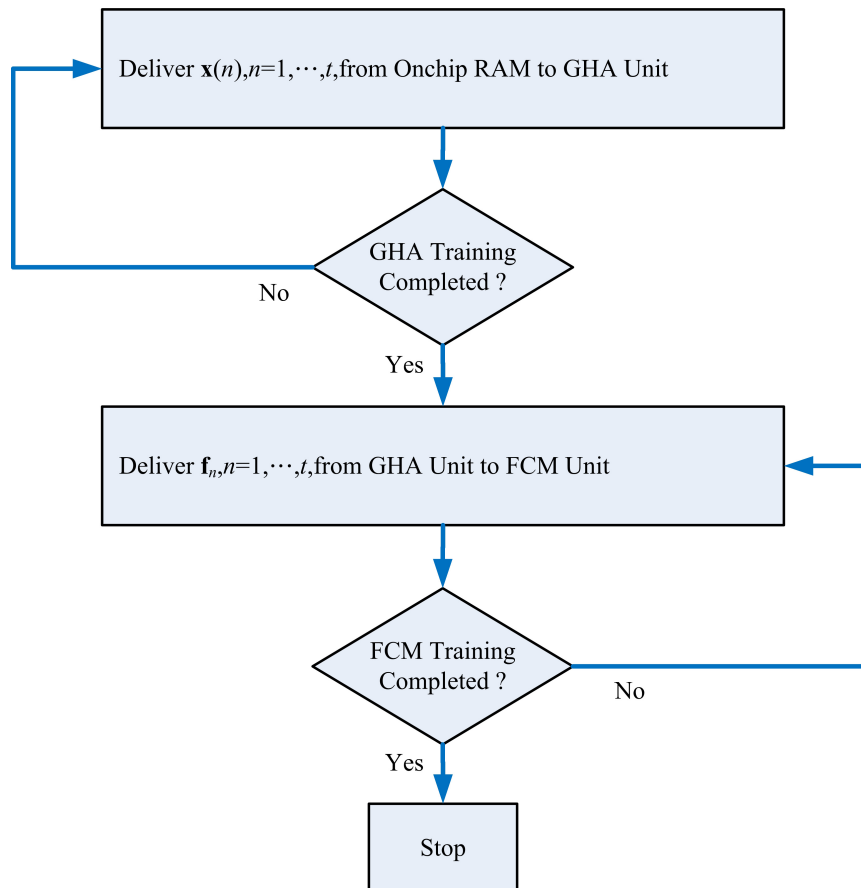 Deliver x(n),n=1,⋯,t,from Onchip RAM to GHA Unit
GHA Training
Completed ?
No
Yes
Deliver fₙ,n=1,⋯,t,from GHA Unit to FCM Unit
FCM Training
Completed ?
No
Yes
Stop